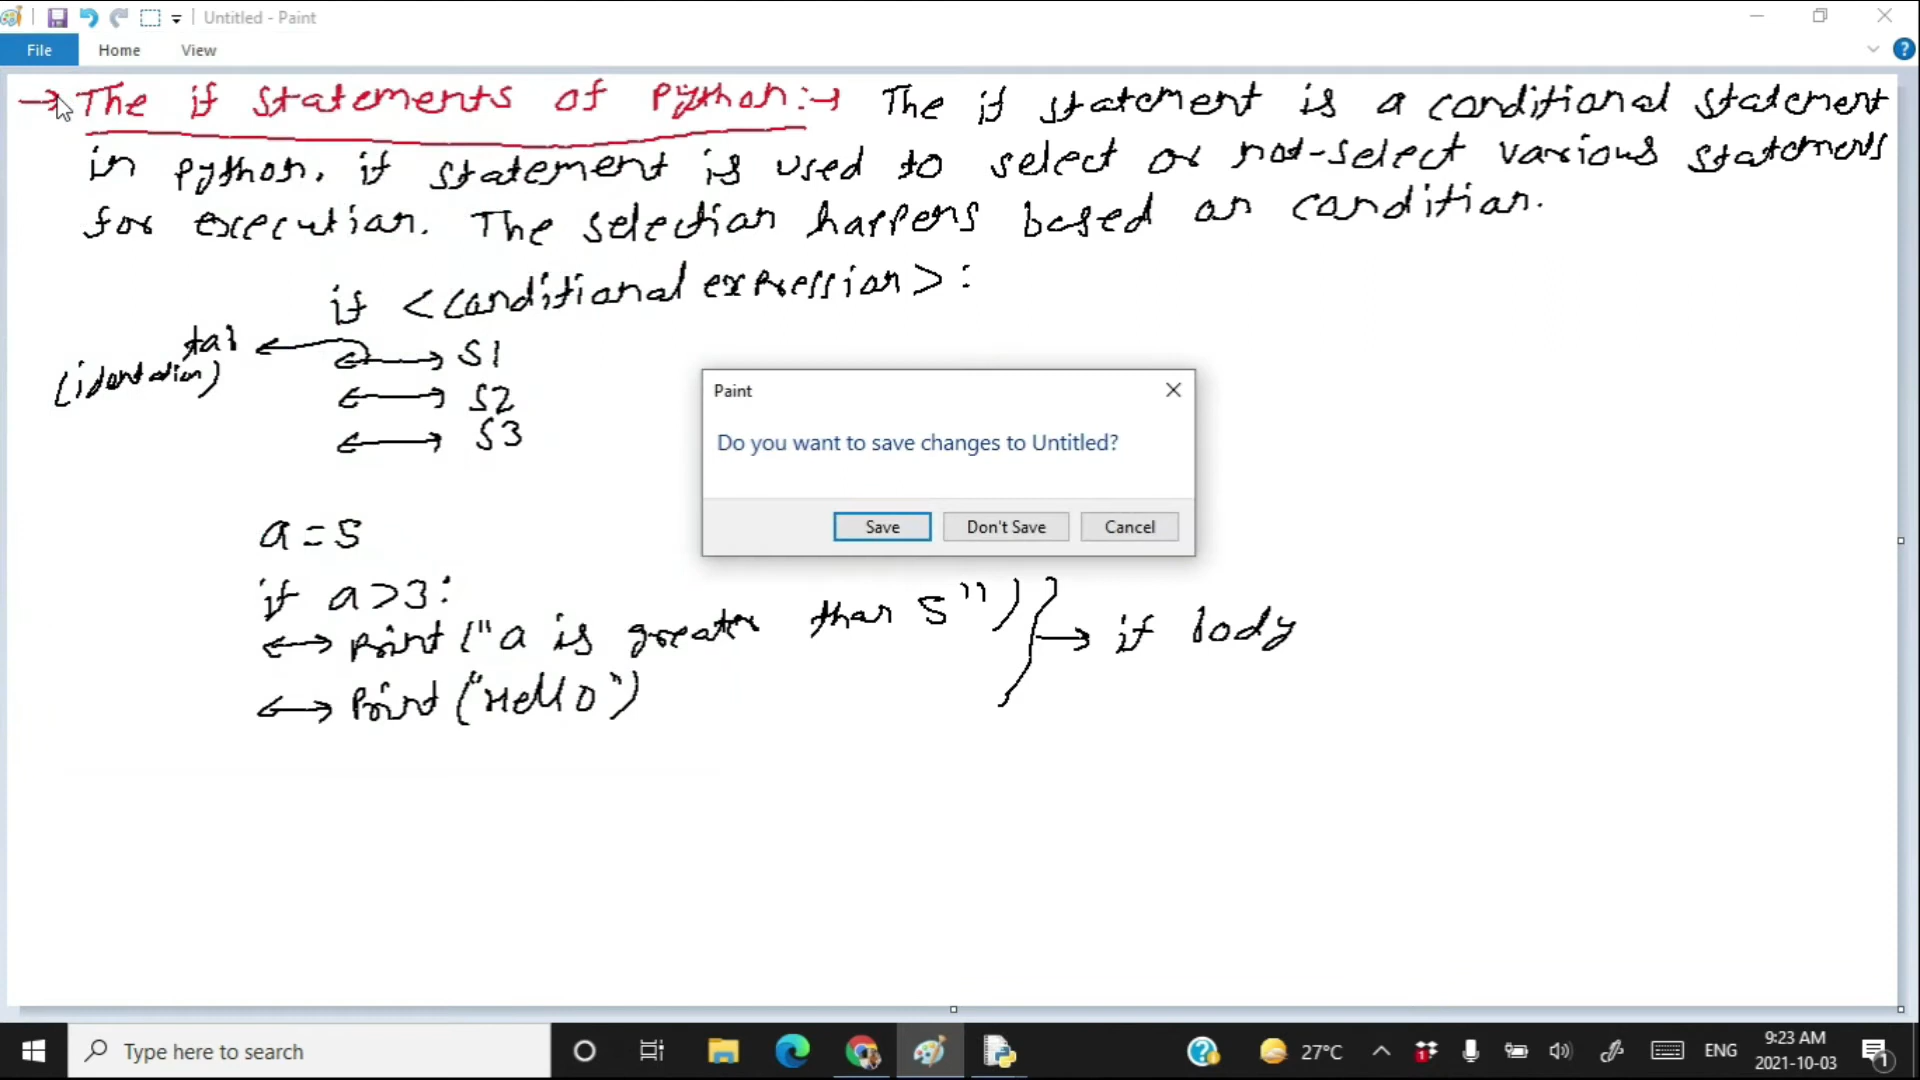 Untitled - Paint
File Home View
→ The if statements of Python:→ The if statement is a conditional statement
in python. if statement is used to select or not-select various statements
for execution. The selection happens based on condition.
if <conditional expression>:
tab
(identation)
S1
S2
S3
Paint
Do you want to save changes to Untitled?
Save Don't Save Cancel
a = 5
if a>3:
print ("a is greater than 5") → if body
print ("Hello")
Type here to search
27°C
ENG
9:23 AM
2021-10-03
1